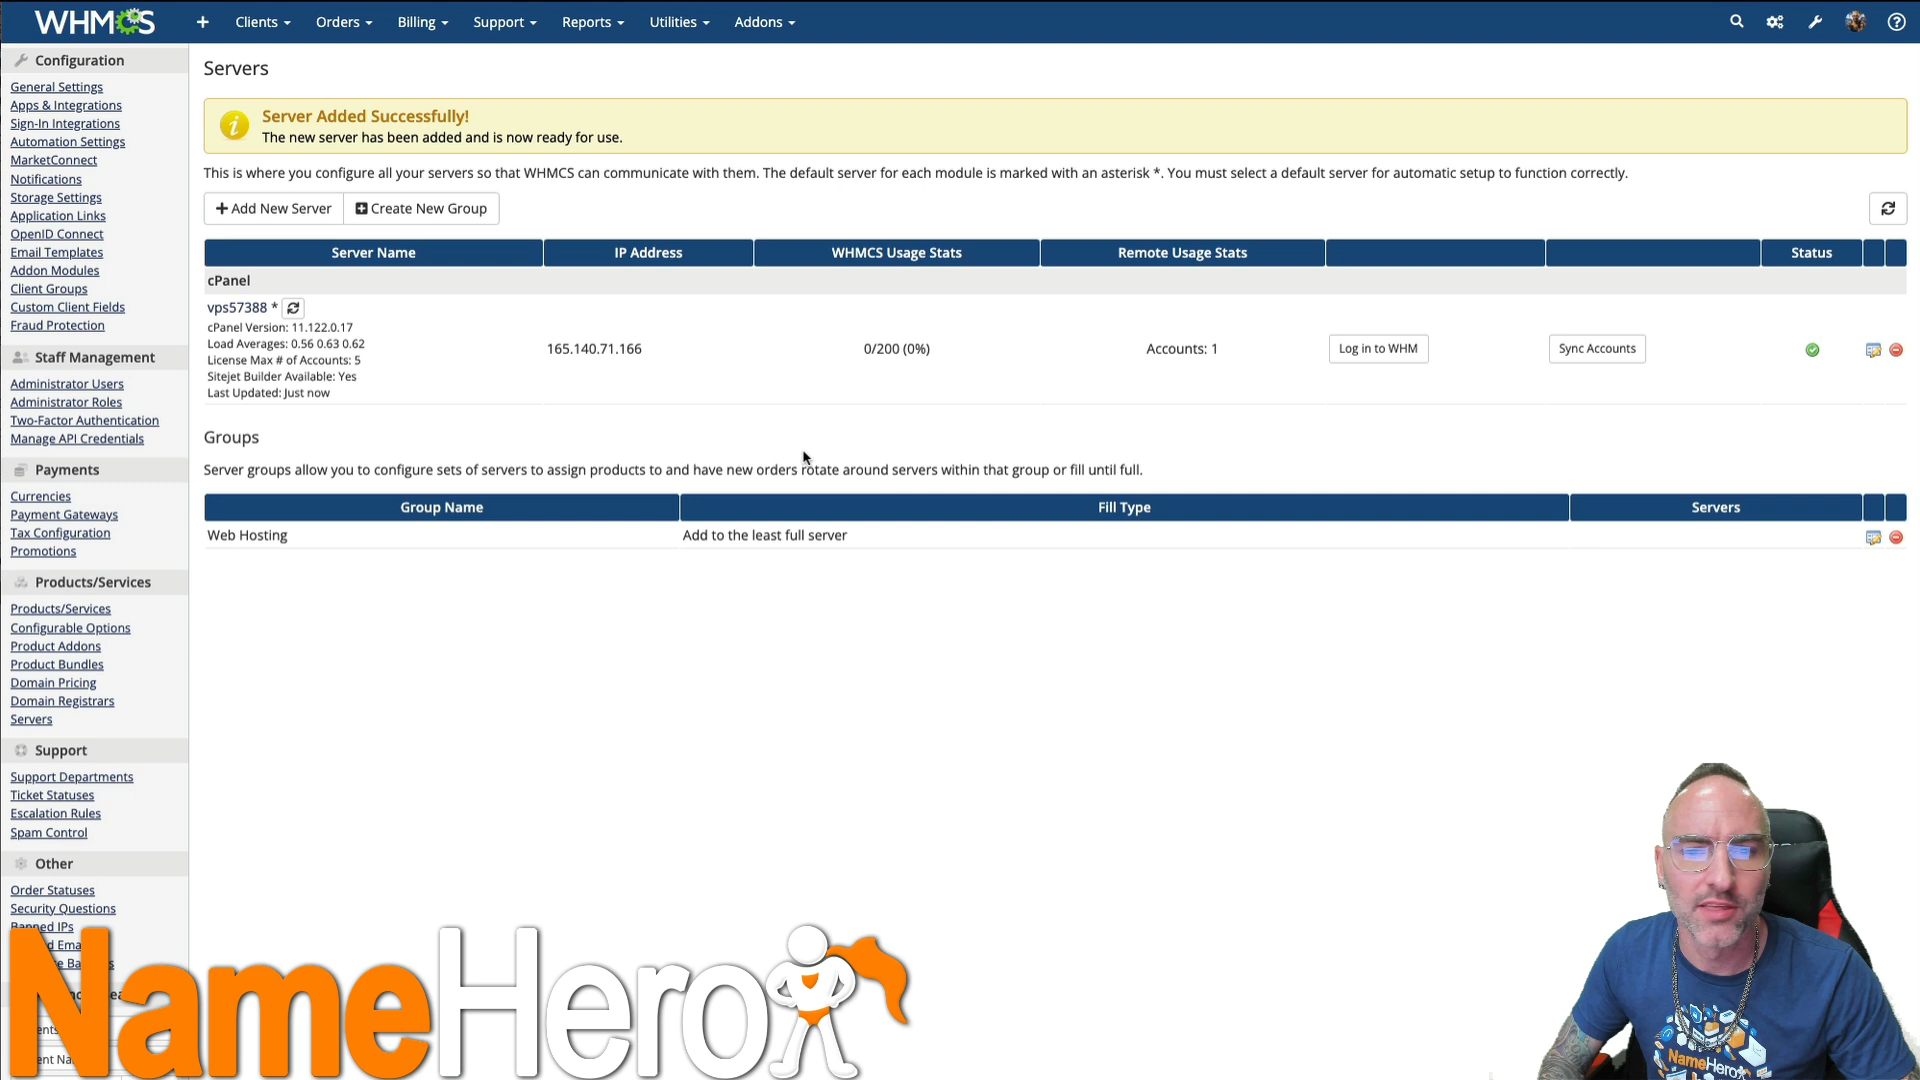 WHMCS
Clients
Orders
Billing
Support
Reports
Utilities
Addons
Configuration
General Settings
Apps & Integrations
Sign-In Integrations
Automation Settings
MarketConnect
Notifications
Storage Settings
Application Links
OpenID Connect
Email Templates
Addon Modules
Client Groups
Custom Client Fields
Fraud Protection
Staff Management
Administrator Users
Administrator Roles
Two-Factor Authentication
Manage API Credentials
Payments
Currencies
Payment Gateways
Tax Configuration
Promotions
Products/Services
Products/Services
Configurable Options
Product Addons
Product Bundles
Domain Pricing
Domain Registrars
Servers
Support
Support Departments
Ticket Statuses
Escalation Rules
Spam Control
Other
Order Statuses
Security Questions
Banned IPs
Servers
Server Added Successfully!
The new server has been added and is now ready for use.
This is where you configure all your servers so that WHMCS can communicate with them. The default server for each module is marked with an asterisk *. You must select a default server for automatic setup to function correctly.
Add New Server
Create New Group
Server Name
IP Address
WHMCS Usage Stats
Remote Usage Stats
Status
cPanel
vps57388 *
cPanel Version: 11.122.0.17
Load Averages: 0.56 0.63 0.62
License Max # of Accounts: 5
Sitejet Builder Available: Yes
Last Updated: Just now
165.140.71.166
0/200 (0%)
Accounts: 1
Log in to WHM
Sync Accounts
Groups
Server groups allow you to configure sets of servers to assign products to and have new orders rotate around servers within that group or fill until full.
Group Name
Fill Type
Servers
Web Hosting
Add to the least full server
NameHero
NameHero